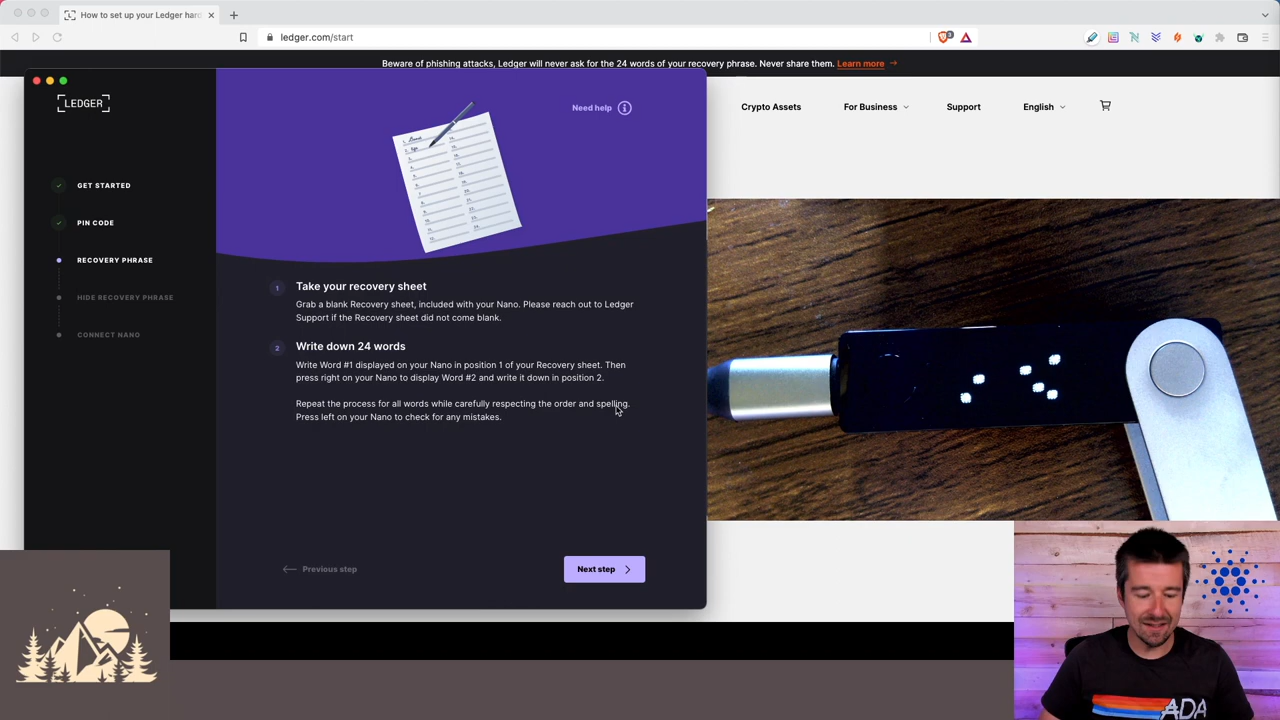 How to set up your Ledger hard
ledger.com/start
Beware of phishing attacks, Ledger will never ask for the 24 words of your recovery phrase. Never share them. Learn more →
LEDGER
Need help
Crypto Assets
For Business
Support
English
GET STARTED
PIN CODE
RECOVERY PHRASE
HIDE RECOVERY PHRASE
CONNECT NANO
1 Take your recovery sheet
Grab a blank Recovery sheet, included with your Nano. Please reach out to Ledger
Support if the Recovery sheet did not come blank.
2 Write down 24 words
Write Word #1 displayed on your Nano in position 1 of your Recovery sheet. Then
press right on your Nano to display Word #2 and write it down in position 2.
Repeat the process for all words while carefully respecting the order and spelling.
Press left on your Nano to check for any mistakes.
← Previous step
Next step
ADA